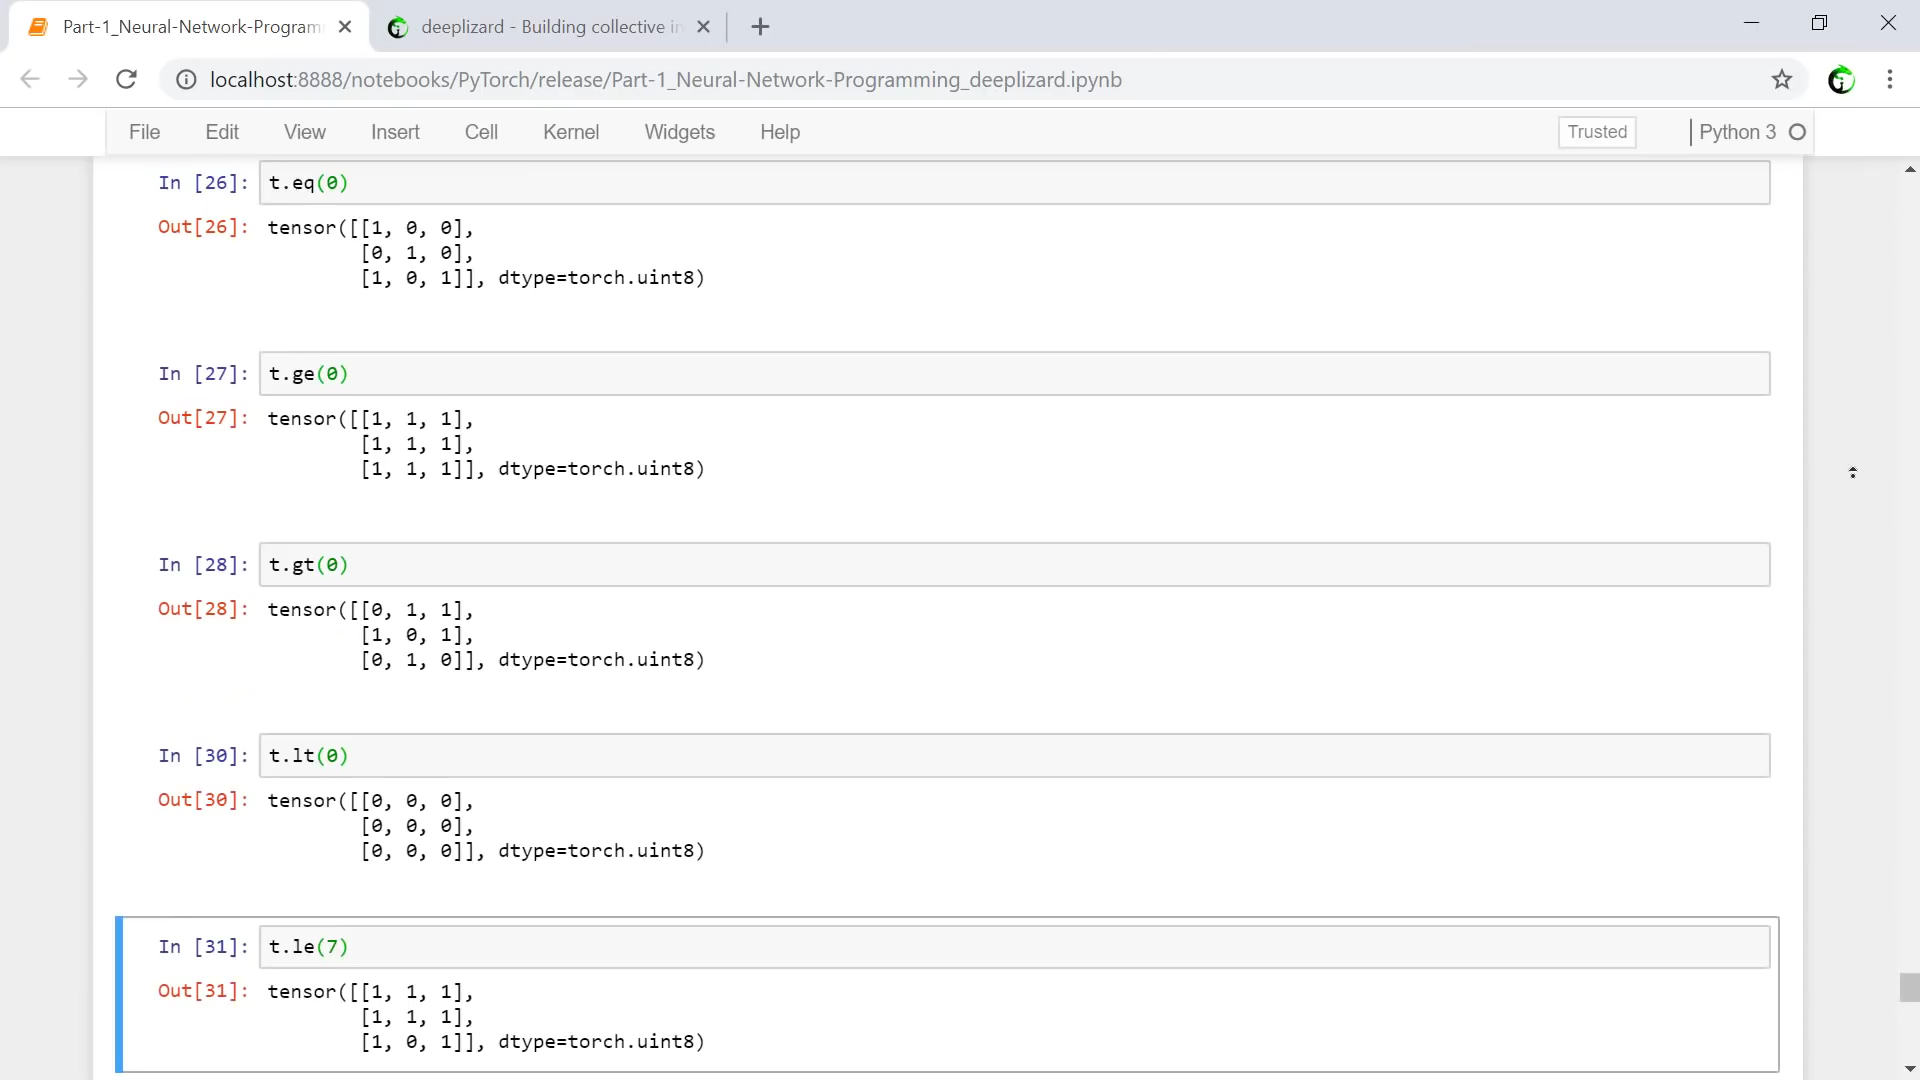 Part-1_Neural-Network-Program
deeplizard - Building collective in
localhost:8888/notebooks/PyTorch/release/Part-1_Neural-Network-Programming_deeplizard.ipynb
File Edit View Insert Cell Kernel Widgets Help Trusted Python 3
In [26]: t.eq(0)
Out[26]: tensor([[1, 0, 0],
[0, 1, 0],
[1, 0, 1]], dtype=torch.uint8)
In [27]: t.ge(0)
Out[27]: tensor([[1, 1, 1],
[1, 1, 1],
[1, 1, 1]], dtype=torch.uint8)
In [28]: t.gt(0)
Out[28]: tensor([[0, 1, 1],
[1, 0, 1],
[0, 1, 0]], dtype=torch.uint8)
In [30]: t.lt(0)
Out[30]: tensor([[0, 0, 0],
[0, 0, 0],
[0, 0, 0]], dtype=torch.uint8)
In [31]: t.le(7)
Out[31]: tensor([[1, 1, 1],
[1, 1, 1],
[1, 0, 1]], dtype=torch.uint8)